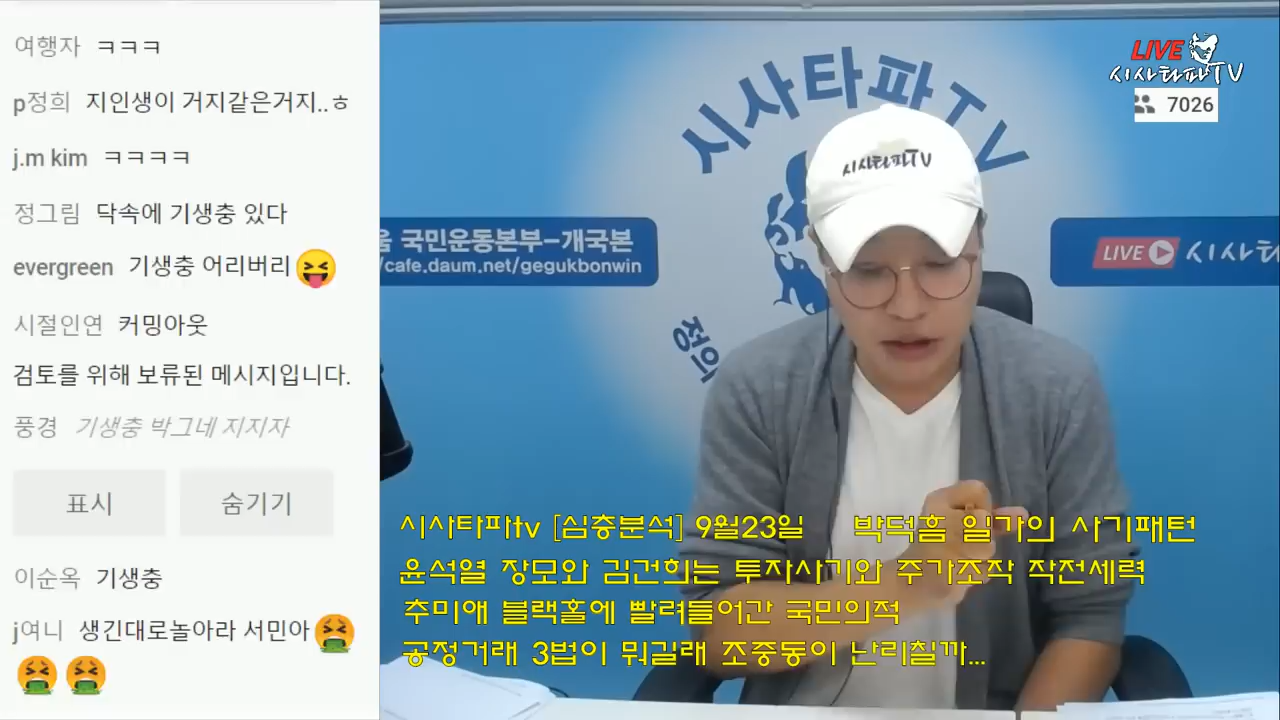 여행자 ㅋㅋㅋ
p정희 지인생이 거지같은거지..ㅎ
j.m kim ㅋㅋㅋㅋ
정그림 닥속에 기생충 있다
evergreen 기생충 어리버리😝
시절인연 커밍아웃
검토를 위해 보류된 메시지입니다.
풍경 기생충 박그네 지지자
표시 숨기기
이순옥 기생충
j여니 생긴대로놀아라 서민아🤮
🤮🤮
LIVE
시사타파TV
7026
시사타파TV
시사타파TV
국민운동본부-개국본
/cafe.daum.net/gegukbonwin
LIVE 시사타
정의
시사타파tv [심층분석] 9월23일 박덕흠 일가의 사기패턴
윤석열 장모와 김건희는 투자사기와 주가조작 작전세력
추미애 블랙홀에 빨려들어간 국민의적
공정거래 3법이 뭐길래 조중동이 난리칠까...